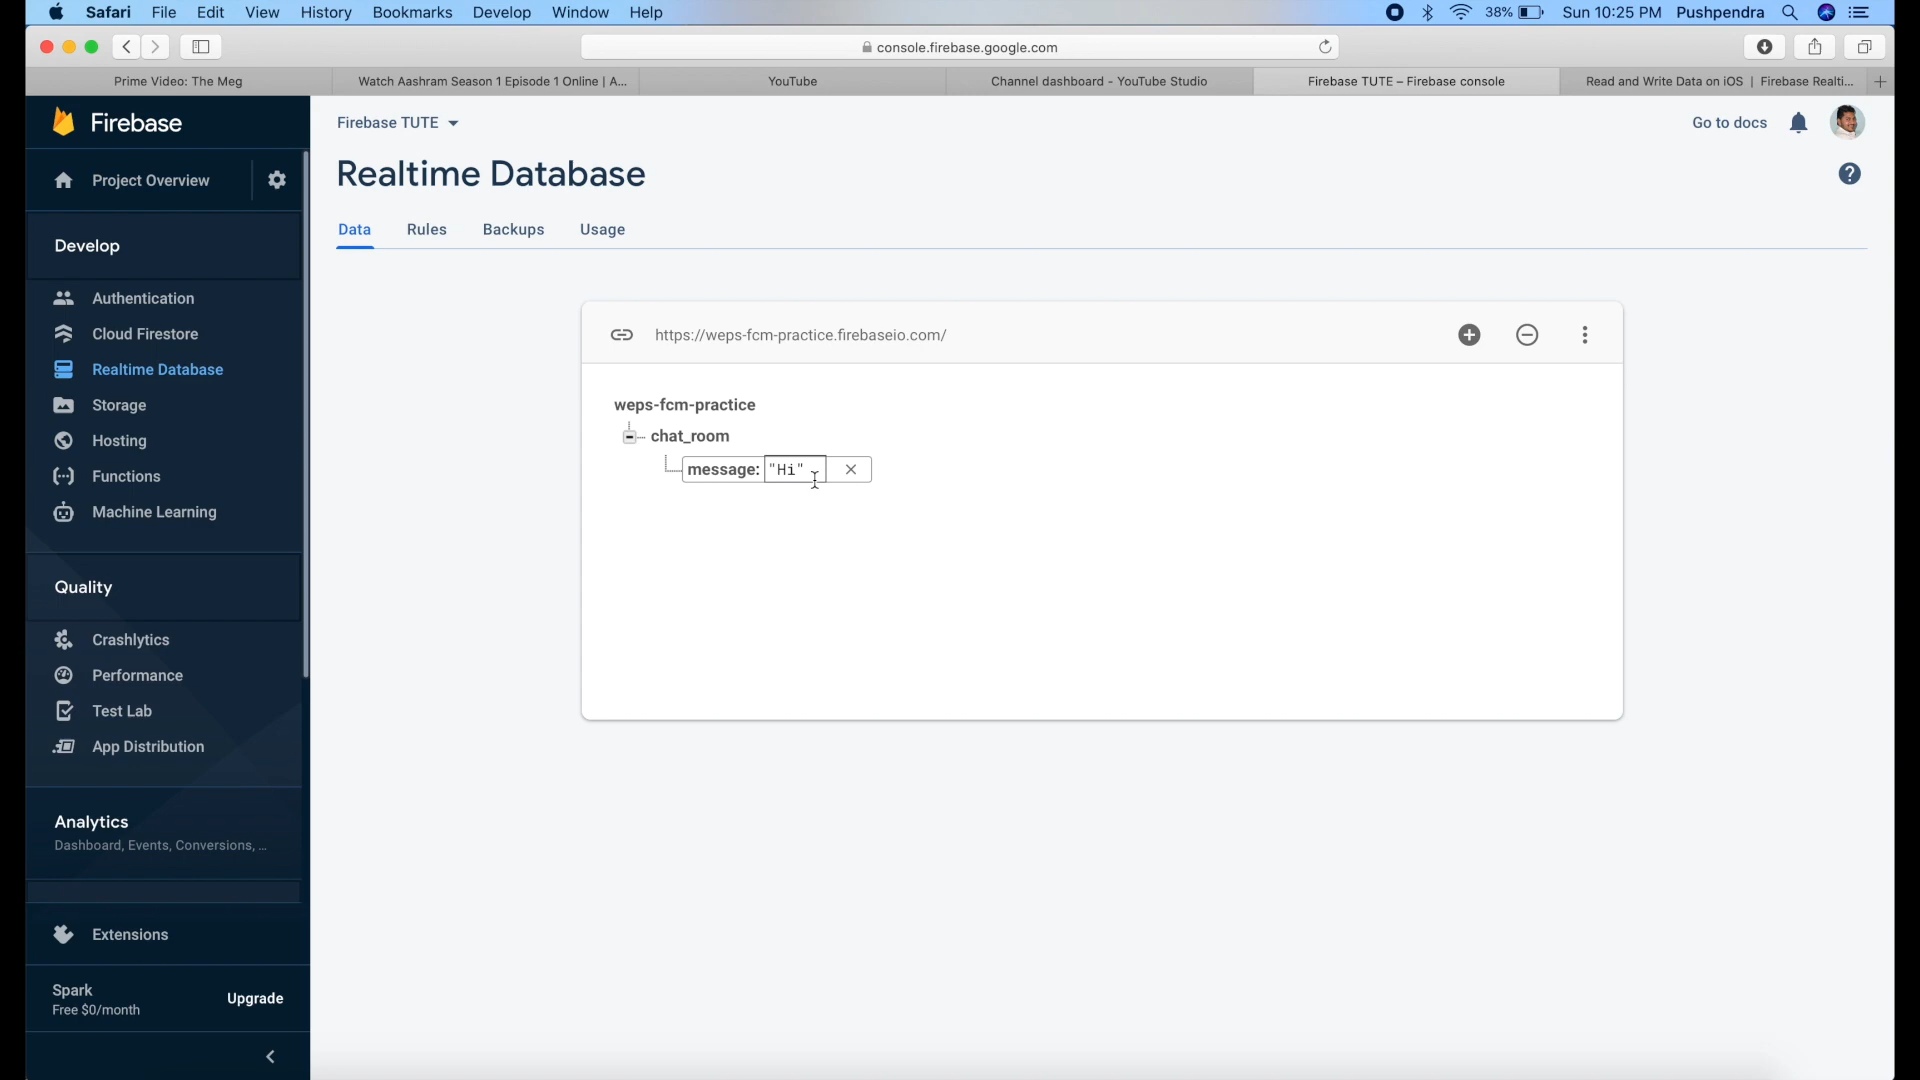 Safari File Edit View History Bookmarks Develop Window Help 38% Sun 10:25 PM Pushpendra
console.firebase.google.com
Prime Video: The Meg
Watch Aashram Season 1 Episode 1 Online | A...
YouTube
Channel dashboard - YouTube Studio
Firebase TUTE – Firebase console
Read and Write Data on iOS | Firebase Realti...
Firebase
Project Overview
Develop
Authentication
Cloud Firestore
Realtime Database
Storage
Hosting
Functions
Machine Learning
Quality
Crashlytics
Performance
Test Lab
App Distribution
Analytics
Dashboard, Events, Conversions, ...
Extensions
Spark
Free $0/month
Upgrade
Firebase TUTE
Go to docs
Realtime Database
Data Rules Backups Usage
https://weps-fcm-practice.firebaseio.com/
weps-fcm-practice
chat_room
message: "Hi"